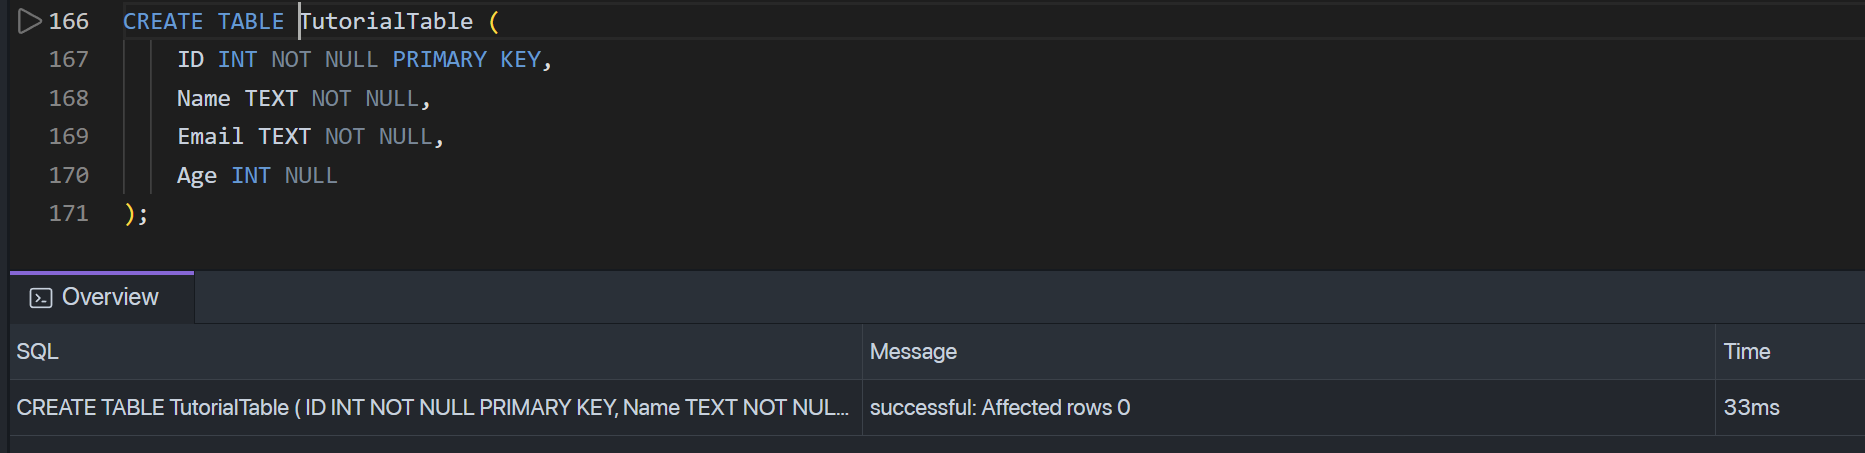 166 CREATE TABLE TutorialTable (
167 ID INT NOT NULL PRIMARY KEY,
168 Name TEXT NOT NULL,
169 Email TEXT NOT NULL,
170 Age INT NULL
171 );
Overview
SQL Message Time
CREATE TABLE TutorialTable ( ID INT NOT NULL PRIMARY KEY, Name TEXT NOT NUL... successful: Affected rows 0 33ms